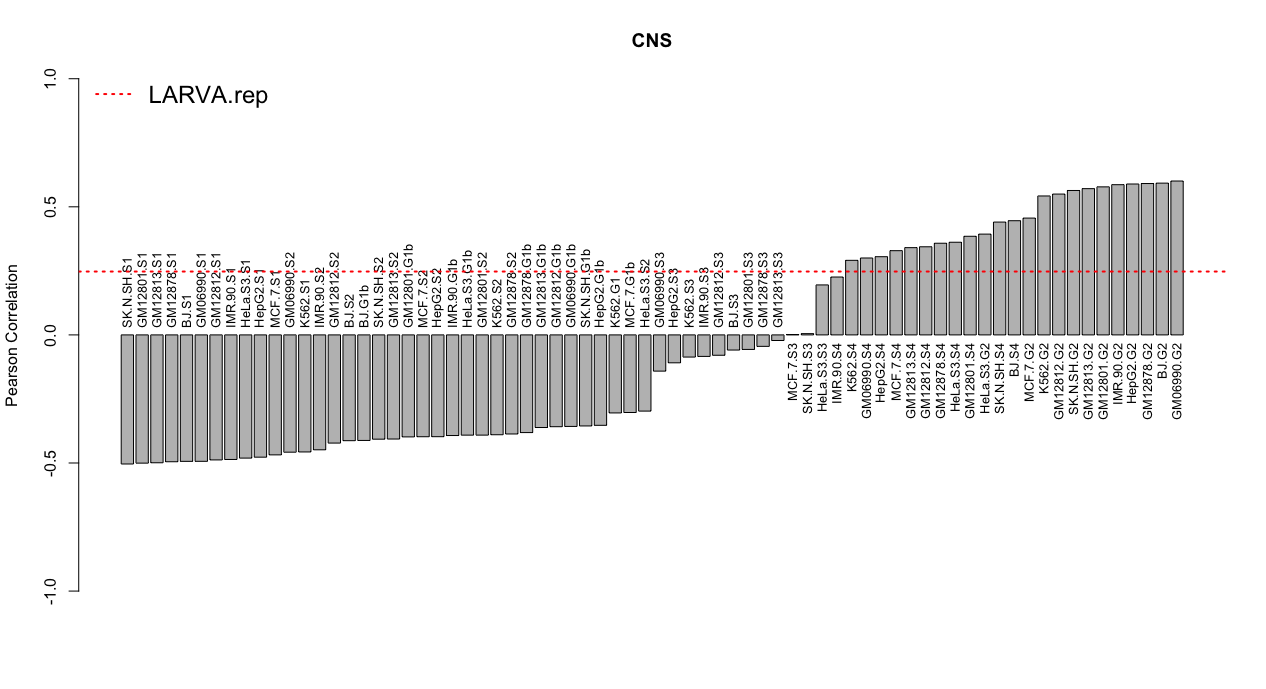 CNS
LARVA.rep
Pearson Correlation
1.0
0.5
0.0
-0.5
-1.0
SK.N.SH.S1
GM12801.S1
GM12813.S1
GM12878.S1
BJ.S1
GM06990.S1
GM12812.S1
IMR.90.S1
HeLa.S3.S1
HepG2.S1
MCF.7.S1
GM06990.S2
K562.S1
IMR.90.S2
GM12812.S2
BJ.S2
BJ.G1b
SK.N.SH.S2
GM12813.S2
GM12801.G1b
MCF.7.S2
HepG2.S2
IMR.90.G1b
HeLa.S3.G1b
GM12801.S2
K562.S2
GM12878.S2
GM12878.G1b
GM12813.G1b
GM12812.G1b
GM06990.G1b
SK.N.SH.G1b
HepG2.G1b
K562.G1
MCF.7.G1b
HeLa.S3.S2
GM06990.S3
HepG2.S3
K562.S3
IMR.90.S3
GM12812.S3
BJ.S3
GM12801.S3
GM12878.S3
GM12813.S3
MCF.7.S3
SK.N.SH.S3
HeLa.S3.S3
IMR.90.S4
K562.S4
GM06990.S4
HepG2.S4
MCF.7.S4
GM12813.S4
GM12812.S4
GM12878.S4
HeLa.S3.S4
GM12801.S4
HeLa.S3.G2
SK.N.SH.S4
BJ.S4
MCF.7.G2
K562.G2
GM12812.G2
SK.N.SH.G2
GM12813.G2
GM12801.G2
IMR.90.G2
HepG2.G2
GM12878.G2
BJ.G2
GM06990.G2